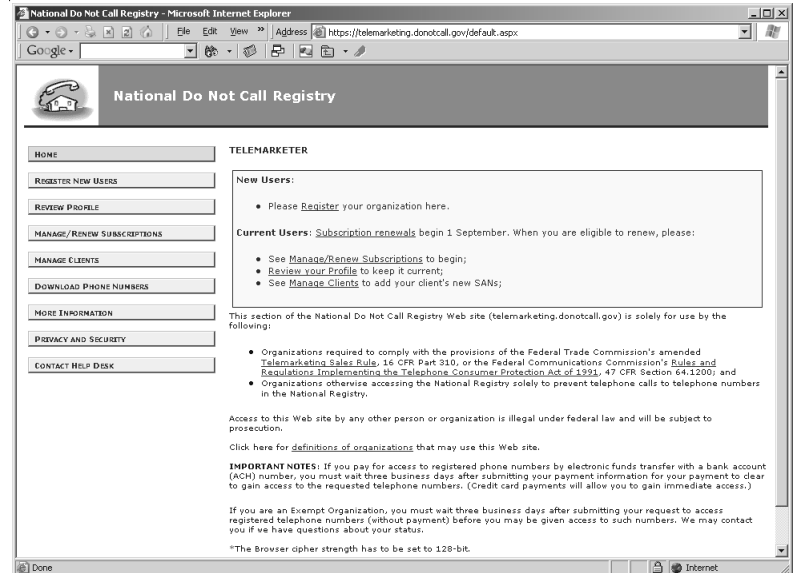 National Do Not Call Registry - Microsoft Internet Explorer
File Edit View » Address https://telemarketing.donotcall.gov/default.aspx
Google
National Do Not Call Registry
HOME
REGISTER NEW USERS
REVIEW PROFILE
MANAGE/RENEW SUBSCRIPTIONS
MANAGE CLIENTS
DOWNLOAD PHONE NUMBERS
MORE INFORMATION
PRIVACY AND SECURITY
CONTACT HELP DESK
TELEMARKETER
New Users:
• Please Register your organization here.
Current Users: Subscription renewals begin 1 September. When you are eligible to renew, please:
• See Manage/Renew Subscriptions to begin;
• Review your Profile to keep it current;
• See Manage Clients to add your client's new SANs;
This section of the National Do Not Call Registry Web site (telemarketing.donotcall.gov) is solely for use by the
following:
• Organizations required to comply with the provisions of the Federal Trade Commission's amended
Telemarketing Sales Rule, 16 CFR Part 310, or the Federal Communications Commission's Rules and
Regulations Implementing the Telephone Consumer Protection Act of 1991, 47 CFR Section 64.1200; and
• Organizations otherwise accessing the National Registry solely to prevent telephone calls to telephone numbers
in the National Registry.
Access to this Web site by any other person or organization is illegal under federal law and will be subject to
prosecution.
Click here for definitions of organizations that may use this Web site.
IMPORTANT NOTES: If you pay for access to registered phone numbers by electronic funds transfer with a bank account
(ACH) number, you must wait three business days after submitting your payment information for your payment to clear
to gain access to the requested telephone numbers. (Credit card payments will allow you to gain immediate access.)
If you are an Exempt Organization, you must wait three business days after submitting your request to access
registered telephone numbers (without payment) before you may be given access to such numbers. We may contact
you if we have questions about your status.
*The Browser cipher strength has to be set to 128-bit.
Done
Internet